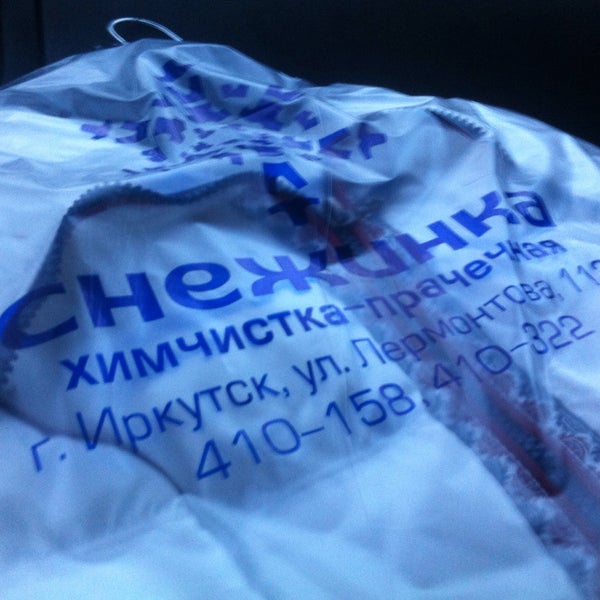 снежинка
химчистка-прачечная
г. Иркутск, ул. Лермонтова,
410-158, 410-322